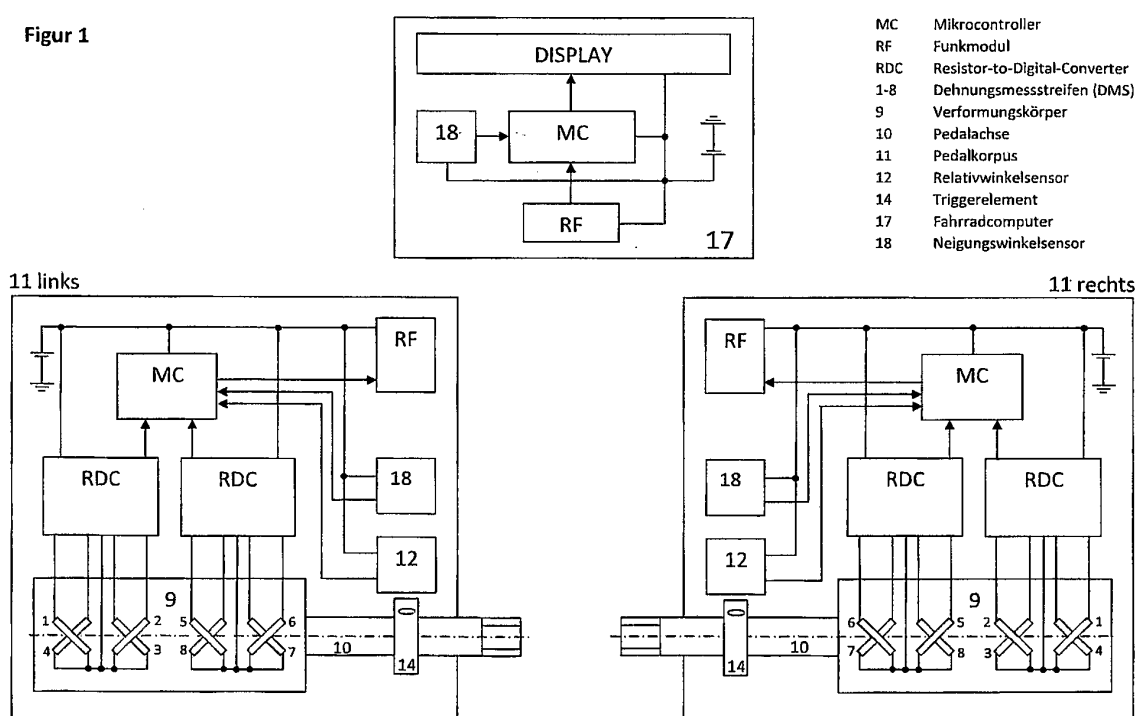 Figur 1
DISPLAY
18
MC
RF
17
MC Mikrocontroller
RF Funkmodul
RDC Resistor-to-Digital-Converter
1-8 Dehnungsmessstreifen (DMS)
9 Verformungskörper
10 Pedalachse
11 Pedalkorpus
12 Relativwinkelsensor
14 Triggerelement
17 Fahrradcomputer
18 Neigungswinkelsensor
11 links
RF
MC
RDC RDC
18
12
9
1 2 5 6
4 3 8 7
10
14
0
11 rechts
RF
MC
18
RDC RDC
12
9
6 5 2 1
7 8 3 4
0
14
10